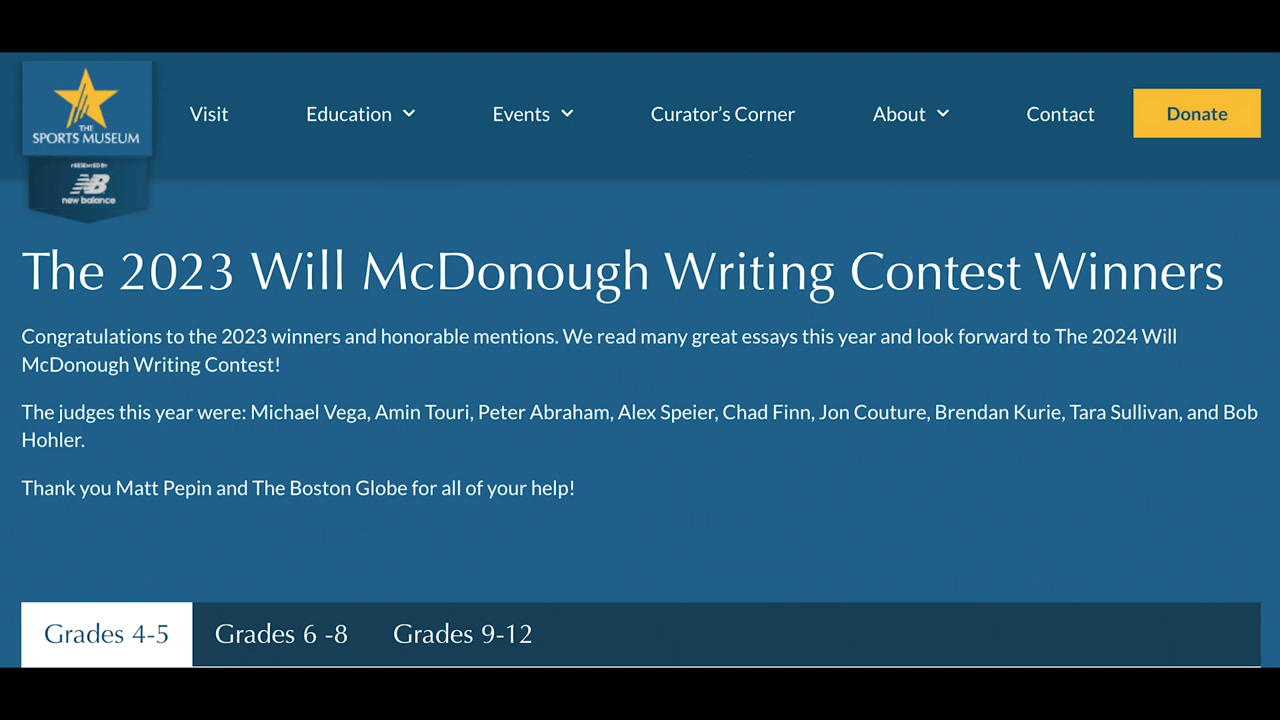 THE
SPORTS MUSEUM
PRESENTED BY
NB
new balance
Visit
Education
Events
Curator’s Corner
About
Contact
Donate
The 2023 Will McDonough Writing Contest Winners
Congratulations to the 2023 winners and honorable mentions. We read many great essays this year and look forward to The 2024 Will
McDonough Writing Contest!
The judges this year were: Michael Vega, Amin Touri, Peter Abraham, Alex Speier, Chad Finn, Jon Couture, Brendan Kurie, Tara Sullivan, and Bob
Hohler.
Thank you Matt Pepin and The Boston Globe for all of your help!
Grades 4-5
Grades 6 -8
Grades 9-12